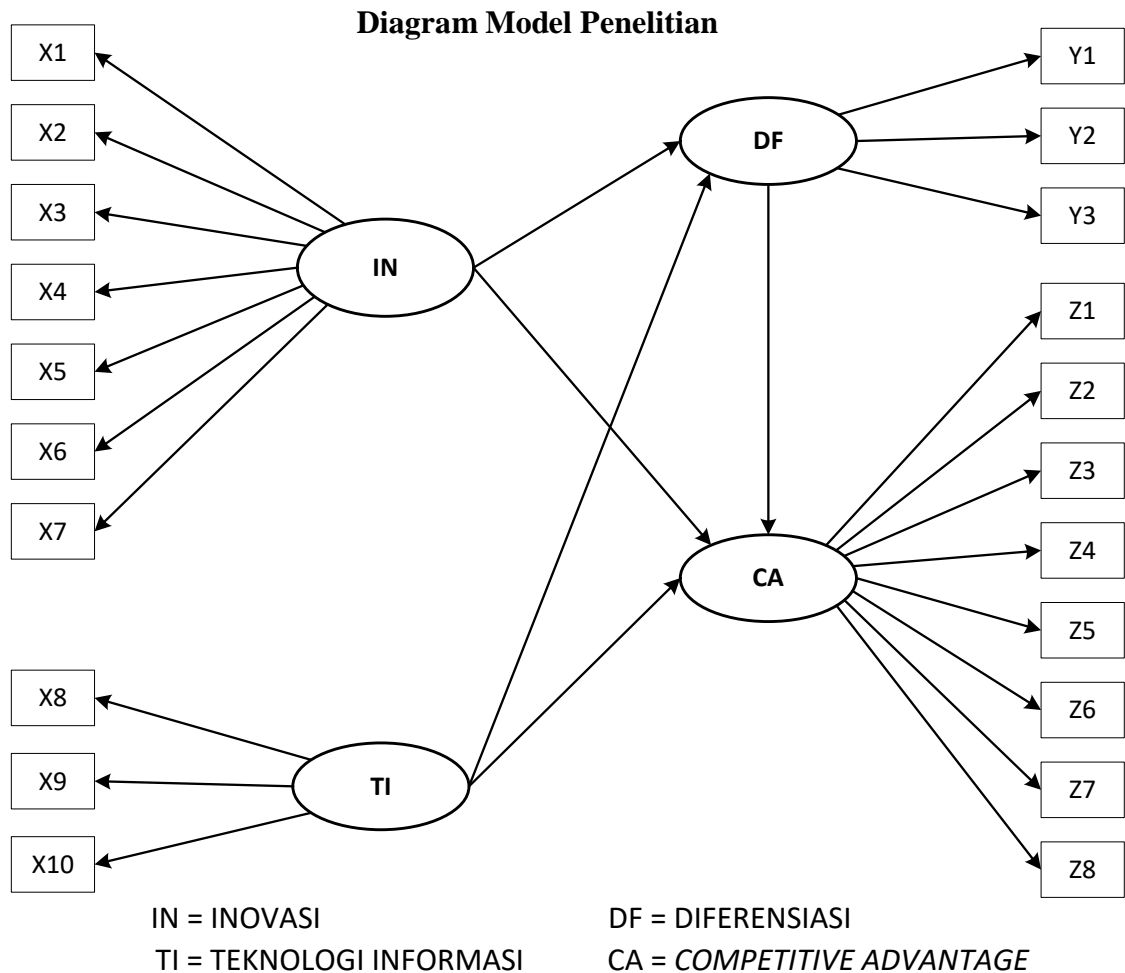 Diagram Model Penelitian
X1
X2
X3
X4
X5
X6
X7
X8
X9
X10
IN
TI
DF
CA
Y1
Y2
Y3
Z1
Z2
Z3
Z4
Z5
Z6
Z7
Z8
IN = INOVASI
DF = DIFERENSIASI
TI = TEKNOLOGI INFORMASI
CA = COMPETITIVE ADVANTAGE